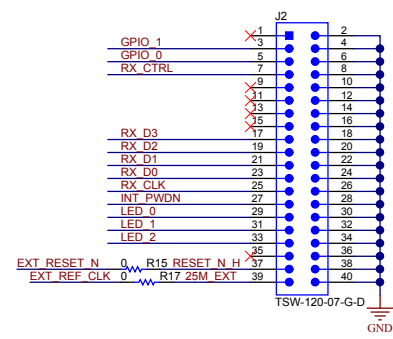 J2
1 2
GPIO_1 3 4
GPIO_0 5 6
RX_CTRL 7 8
9 10
11 12
13 14
15 16
RX_D3 17 18
RX_D2 19 20
RX_D1 21 22
RX_D0 23 24
RX_CLK 25 26
INT_PWDN 27 28
LED_0 29 30
LED_1 31 32
LED_2 33 34
35 36
EXT_RESET_N 0 R15 RESET_N_H 37 38
EXT_REF_CLK 0 R17 25M_EXT 39 40
TSW-120-07-G-D
GND